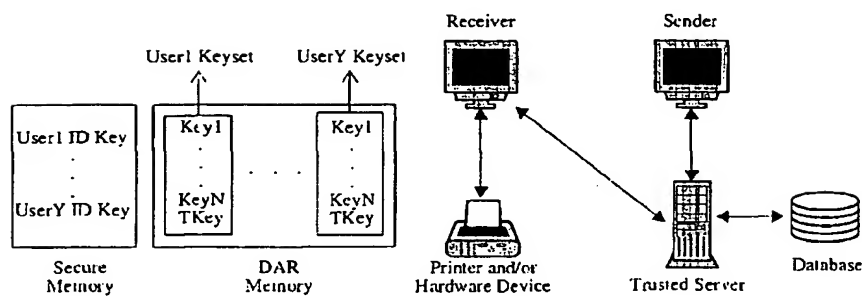 Receiver
Sender
User1 Keyset
UserY Keyset
User1 ID Key
UserY ID Key
Key1
KeyN
TKey
Key1
KeyN
TKey
Secure
Memory
DAR
Memory
Printer and/or
Hardware Device
Trusted Server
Database